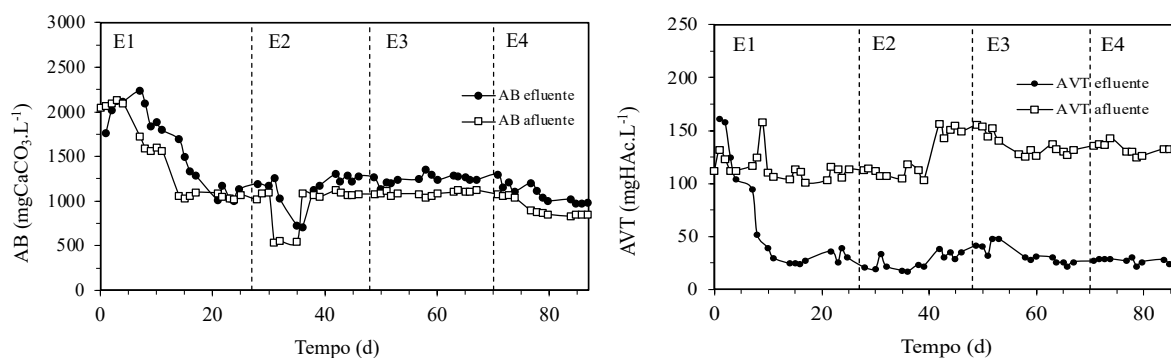 AB (mgCaCO₃.L⁻¹)
3000
2500
2000
1500
1000
500
0
E1 E2 E3 E4
AB efluente
AB afluente
0 20 40 60 80
Tempo (d)
AVT (mgHAc.L⁻¹)
250
200
150
100
50
0
E1 E2 E3 E4
AVT efluente
AVT afluente
0 20 40 60 80
Tempo (d)